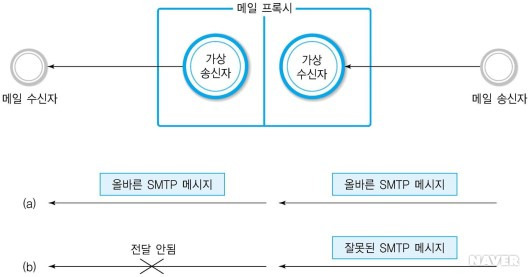 메일 프록시
가상
송신자
가상
수신자
메일 수신자
메일 송신자
올바른 SMTP 메시지
올바른 SMTP 메시지
(a)
전달 안됨
잘못된 SMTP 메시지
(b)
NAVER